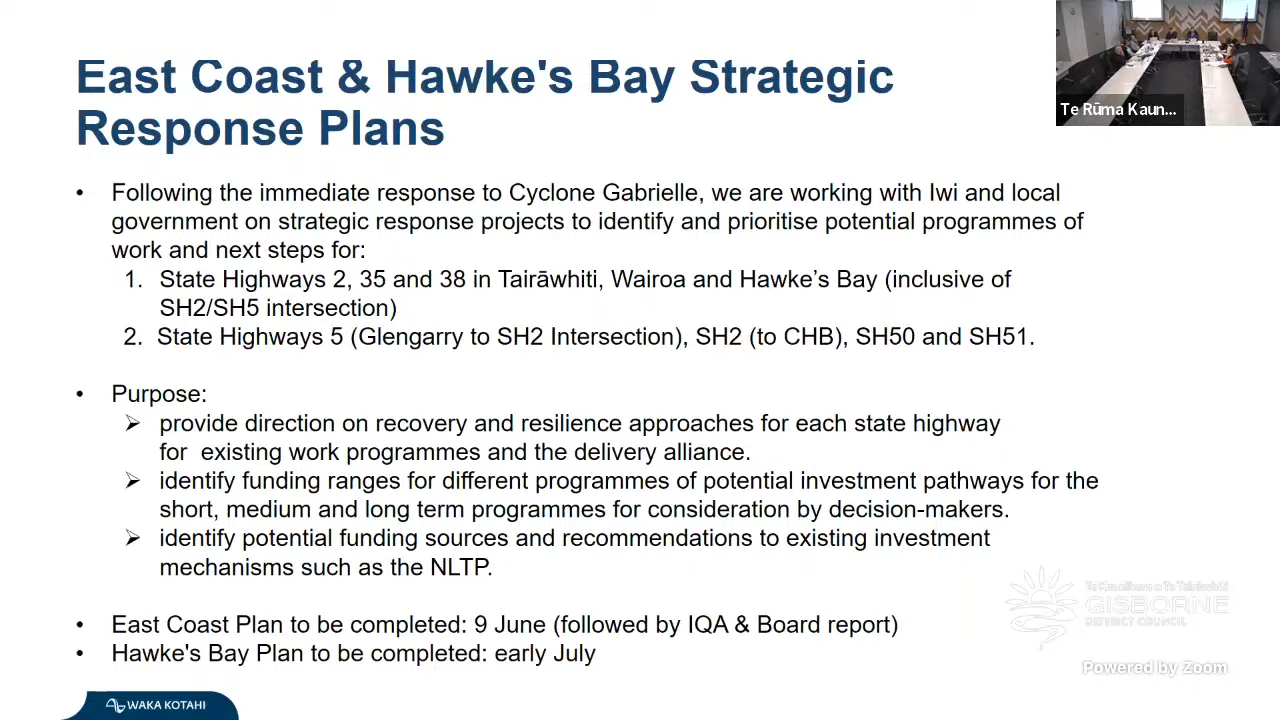 East Coast & Hawke's Bay Strategic
Response Plans
Te Rūma Kaun...
• Following the immediate response to Cyclone Gabrielle, we are working with Iwi and local
government on strategic response projects to identify and prioritise potential programmes of
work and next steps for:
1. State Highways 2, 35 and 38 in Tairāwhiti, Wairoa and Hawke’s Bay (inclusive of
SH2/SH5 intersection)
2. State Highways 5 (Glengarry to SH2 Intersection), SH2 (to CHB), SH50 and SH51.
• Purpose:
➢ provide direction on recovery and resilience approaches for each state highway
for existing work programmes and the delivery alliance.
➢ identify funding ranges for different programmes of potential investment pathways for the
short, medium and long term programmes for consideration by decision-makers.
➢ identify potential funding sources and recommendations to existing investment
mechanisms such as the NLTP.
• East Coast Plan to be completed: 9 June (followed by IQA & Board report)
• Hawke's Bay Plan to be completed: early July
GISBORNE
DISTRICT COUNCIL
Powered by Zoom
WAKA KOTAHI